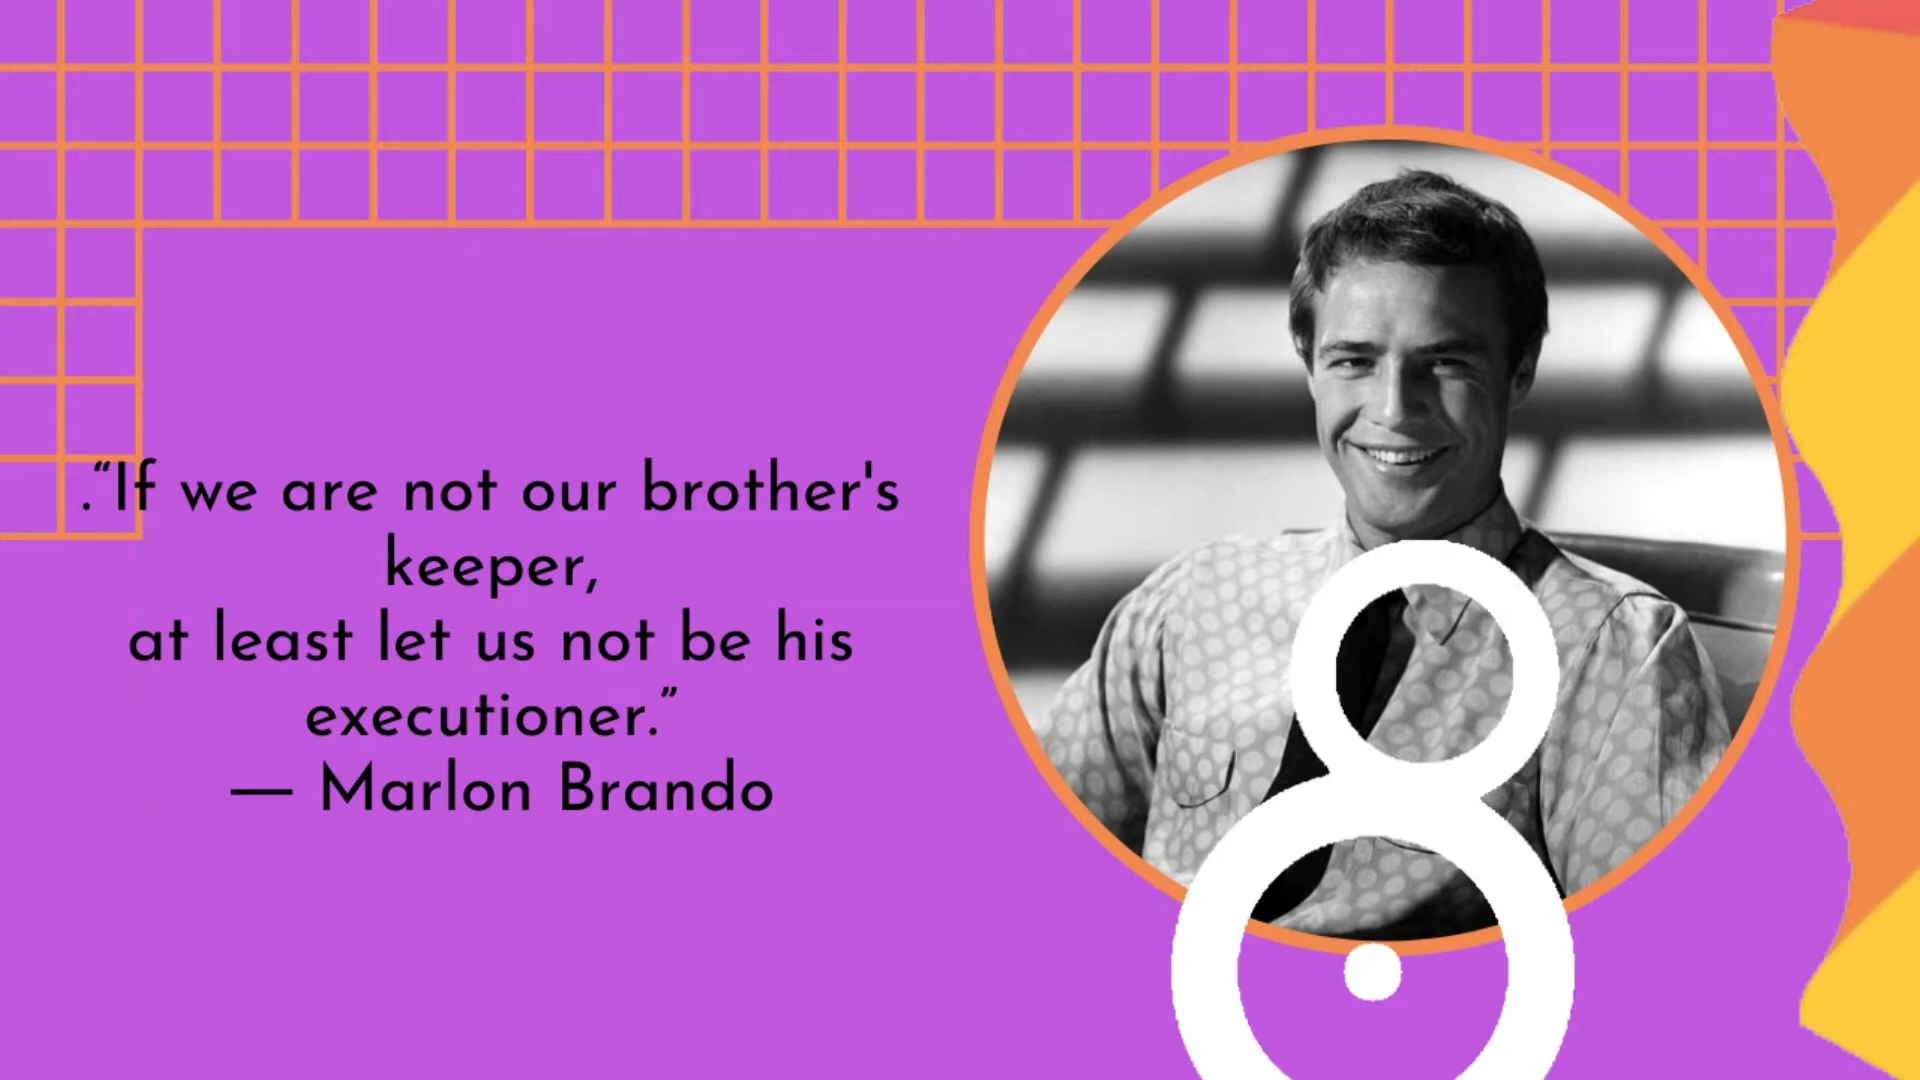 .“If we are not our brother's
keeper,
at least let us not be his
executioner.”
— Marlon Brando